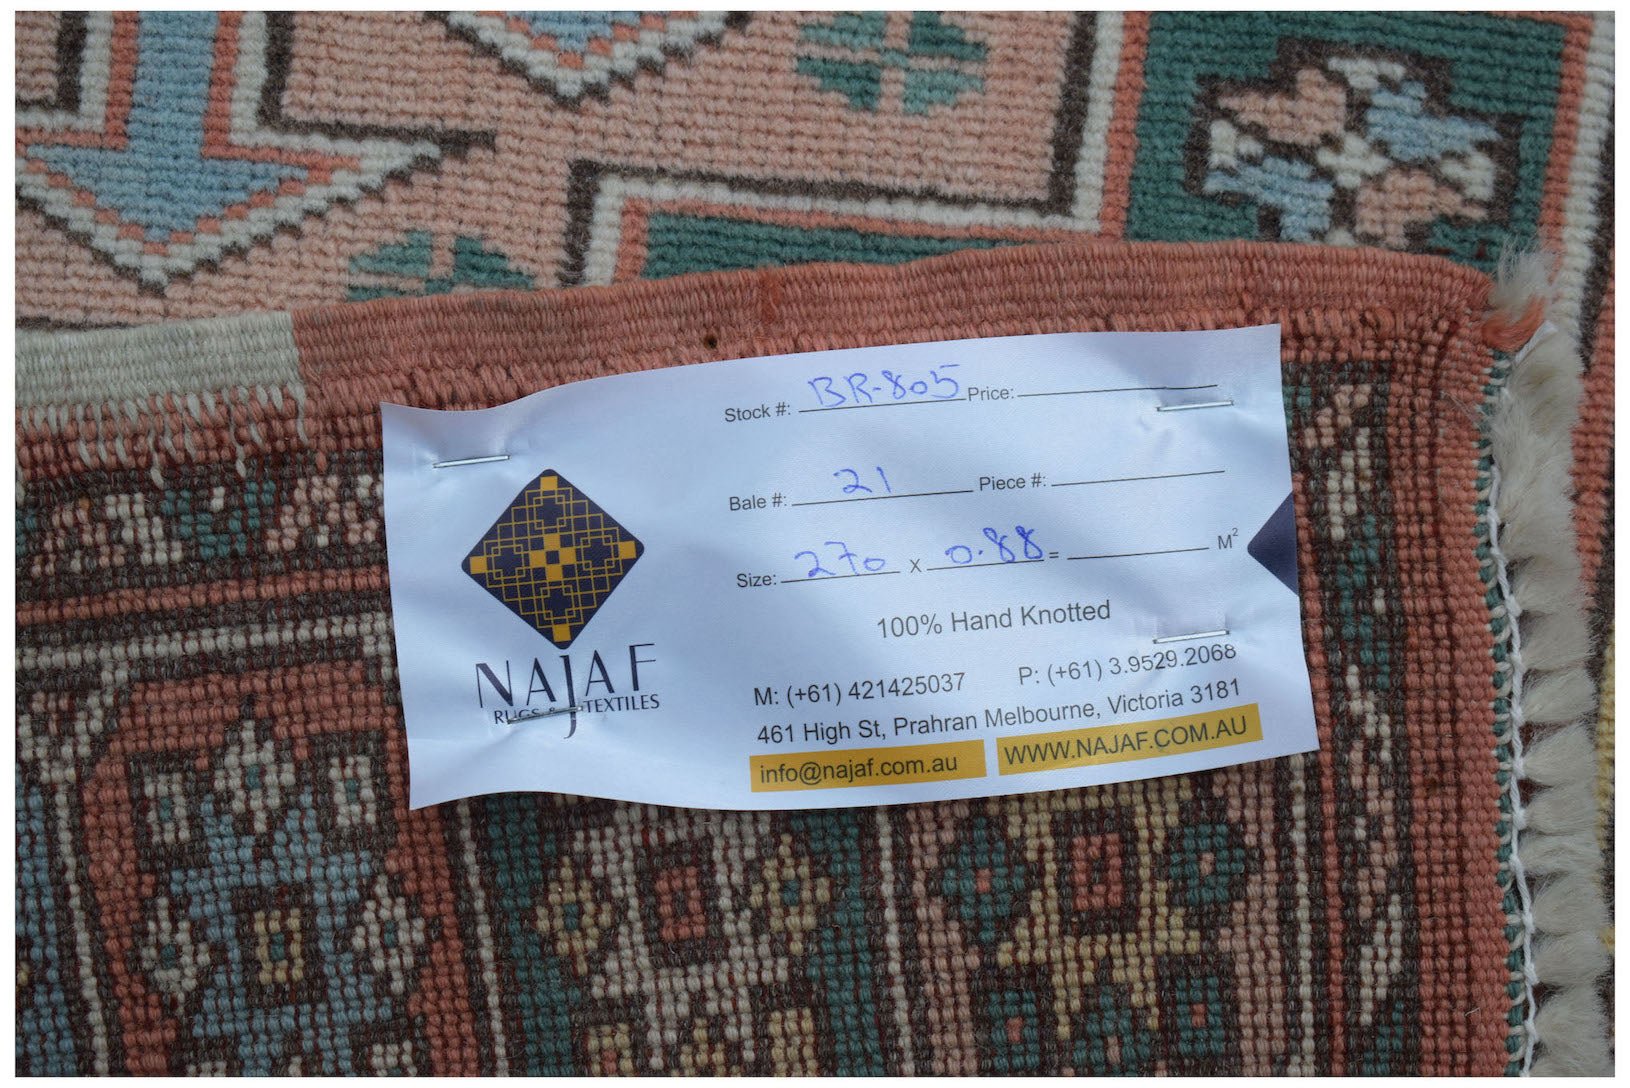 Stock #: BR-805 Price:
Bale #: 21 Piece #:
Size: 270 x 0.88 = M²
100% Hand Knotted
NAJAF
RUGS & TEXTILES
M: (+61) 421425037 P: (+61) 3.9529.2068
461 High St, Prahran Melbourne, Victoria 3181
info@najaf.com.au WWW.NAJAF.COM.AU